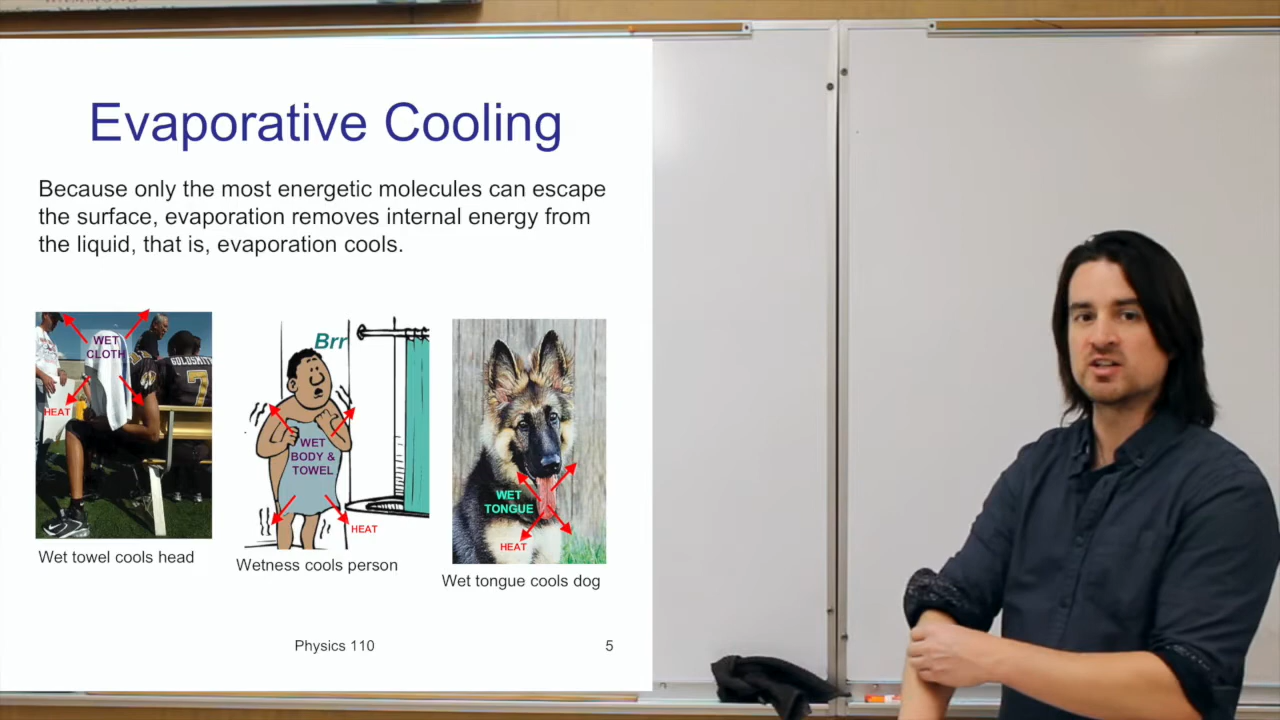 Evaporative Cooling
Because only the most energetic molecules can escape
the surface, evaporation removes internal energy from
the liquid, that is, evaporation cools.
WET
CLOTH
HEAT
GOLDSMITH
7
Wet towel cools head
Brr
WET
BODY &
TOWEL
HEAT
Wetness cools person
WET
TONGUE
HEAT
Wet tongue cools dog
Physics 110
5